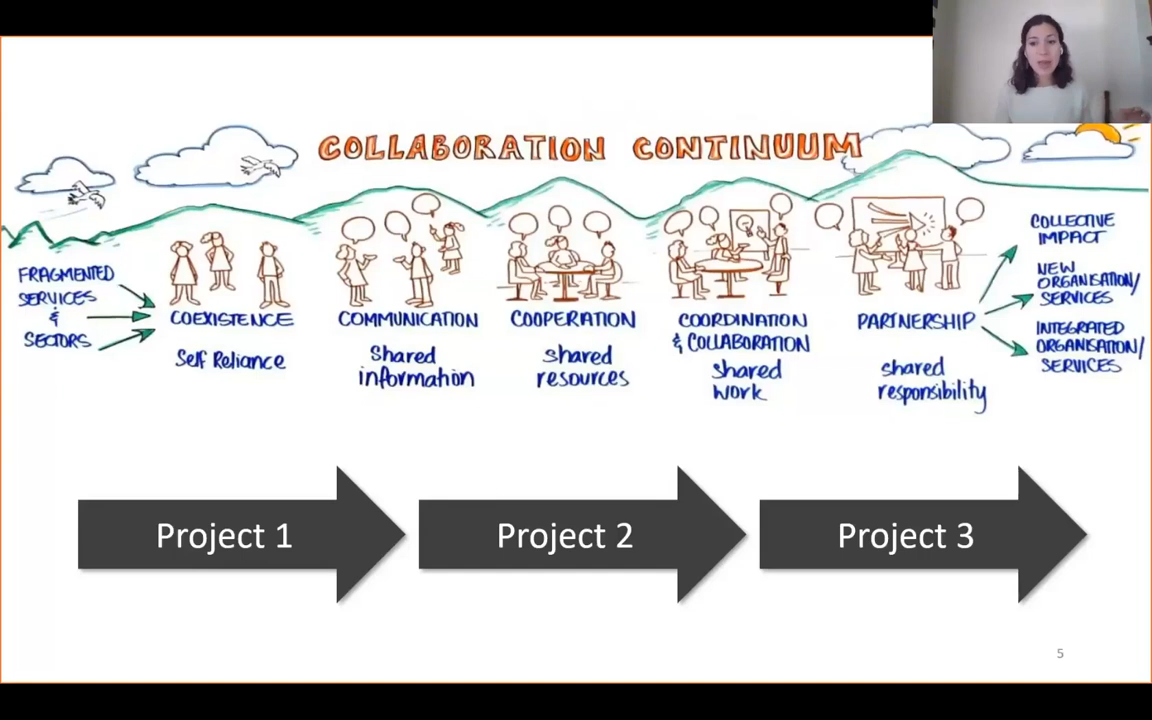 COLLABORATION CONTINUUM
FRAGMENTED
SERVICES
&
SECTORS
COEXISTENCE
Self Reliance
COMMUNICATION
Shared
information
COOPERATION
shared
resources
COORDINATION
& COLLABORATION
shared
work
PARTNERSHIP
shared
responsibility
COLLECTIVE
IMPACT
NEW
ORGANISATION/
SERVICES
INTEGRATED
ORGANISATION/
SERVICES
Project 1
Project 2
Project 3
5